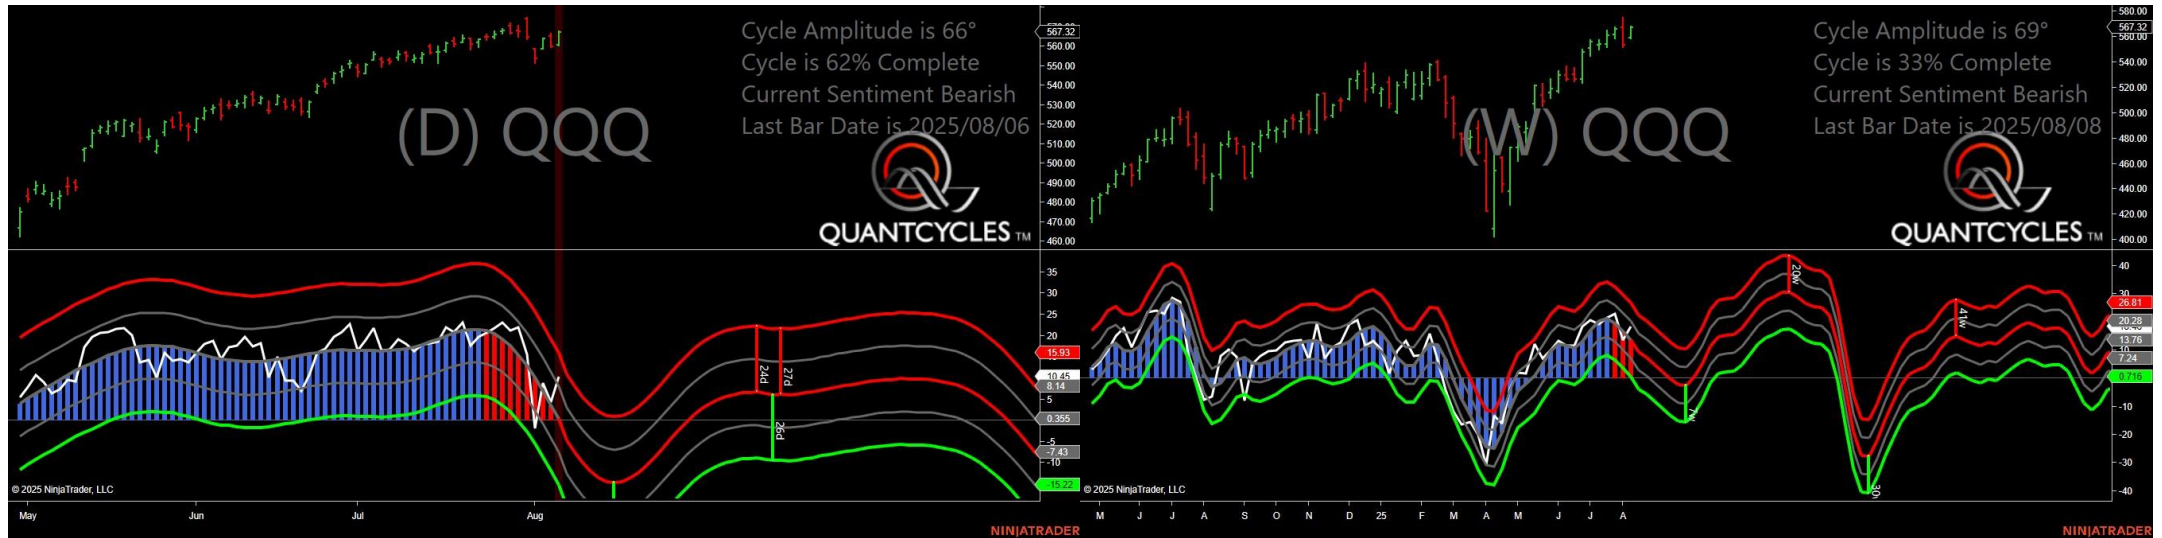 Cycle Amplitude is 66°
Cycle is 62% Complete
Current Sentiment Bearish
Last Bar Date is 2025/08/06
(D) QQQ
QUANTCYCLES TM
567.32
560.00
550.00
540.00
530.00
520.00
510.00
500.00
490.00
480.00
470.00
460.00
35
30
25
20
15.93
10.45
8.14
5
0.355
-5
-7.43
-10
-15.22
24d
27d
26d
© 2025 NinjaTrader, LLC
May Jun Jul Aug
NINJATRADER
Cycle Amplitude is 69°
Cycle is 33% Complete
Current Sentiment Bearish
Last Bar Date is 2025/08/08
(W) QQQ
QUANTCYCLES TM
580.00
567.32
560.00
540.00
520.00
500.00
480.00
460.00
440.00
420.00
400.00
40
30
26.81
20.28
13.76
10
7.24
0.716
-10
-20
-30
-40
7w
20w
30w
41w
© 2025 NinjaTrader, LLC
M J J A S O N D 25 F M A M J J A
NINJATRADER